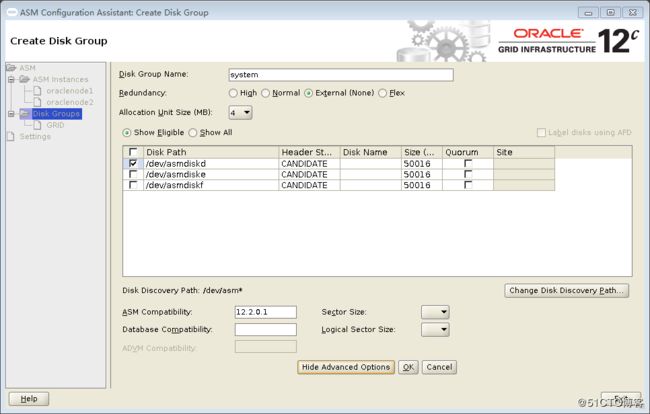 ASM Configuration Assistant: Create Disk Group
Create Disk Group
ORACLE
GRID INFRASTRUCTURE 12c
ASM
ASM Instances
oraclenode1
oraclenode2
Disk Groups
GRID
Settings
Disk Group Name: system
Redundancy: High Normal External (None) Flex
Allocation Unit Size (MB): 4
Show Eligible Show All Label disks using AFD
Disk Path Header St... Disk Name Size (... Quorum Site
/dev/asmdiskd CANDIDATE 50016
/dev/asmdiske CANDIDATE 50016
/dev/asmdiskf CANDIDATE 50016
Disk Discovery Path: /dev/asm* Change Disk Discovery Path...
ASM Compatibility: 12.2.0.1 Sector Size:
Database Compatibility: Logical Sector Size:
ADVM Compatibility:
Hide Advanced Options OK Cancel
Help Exit
@51CTO博客